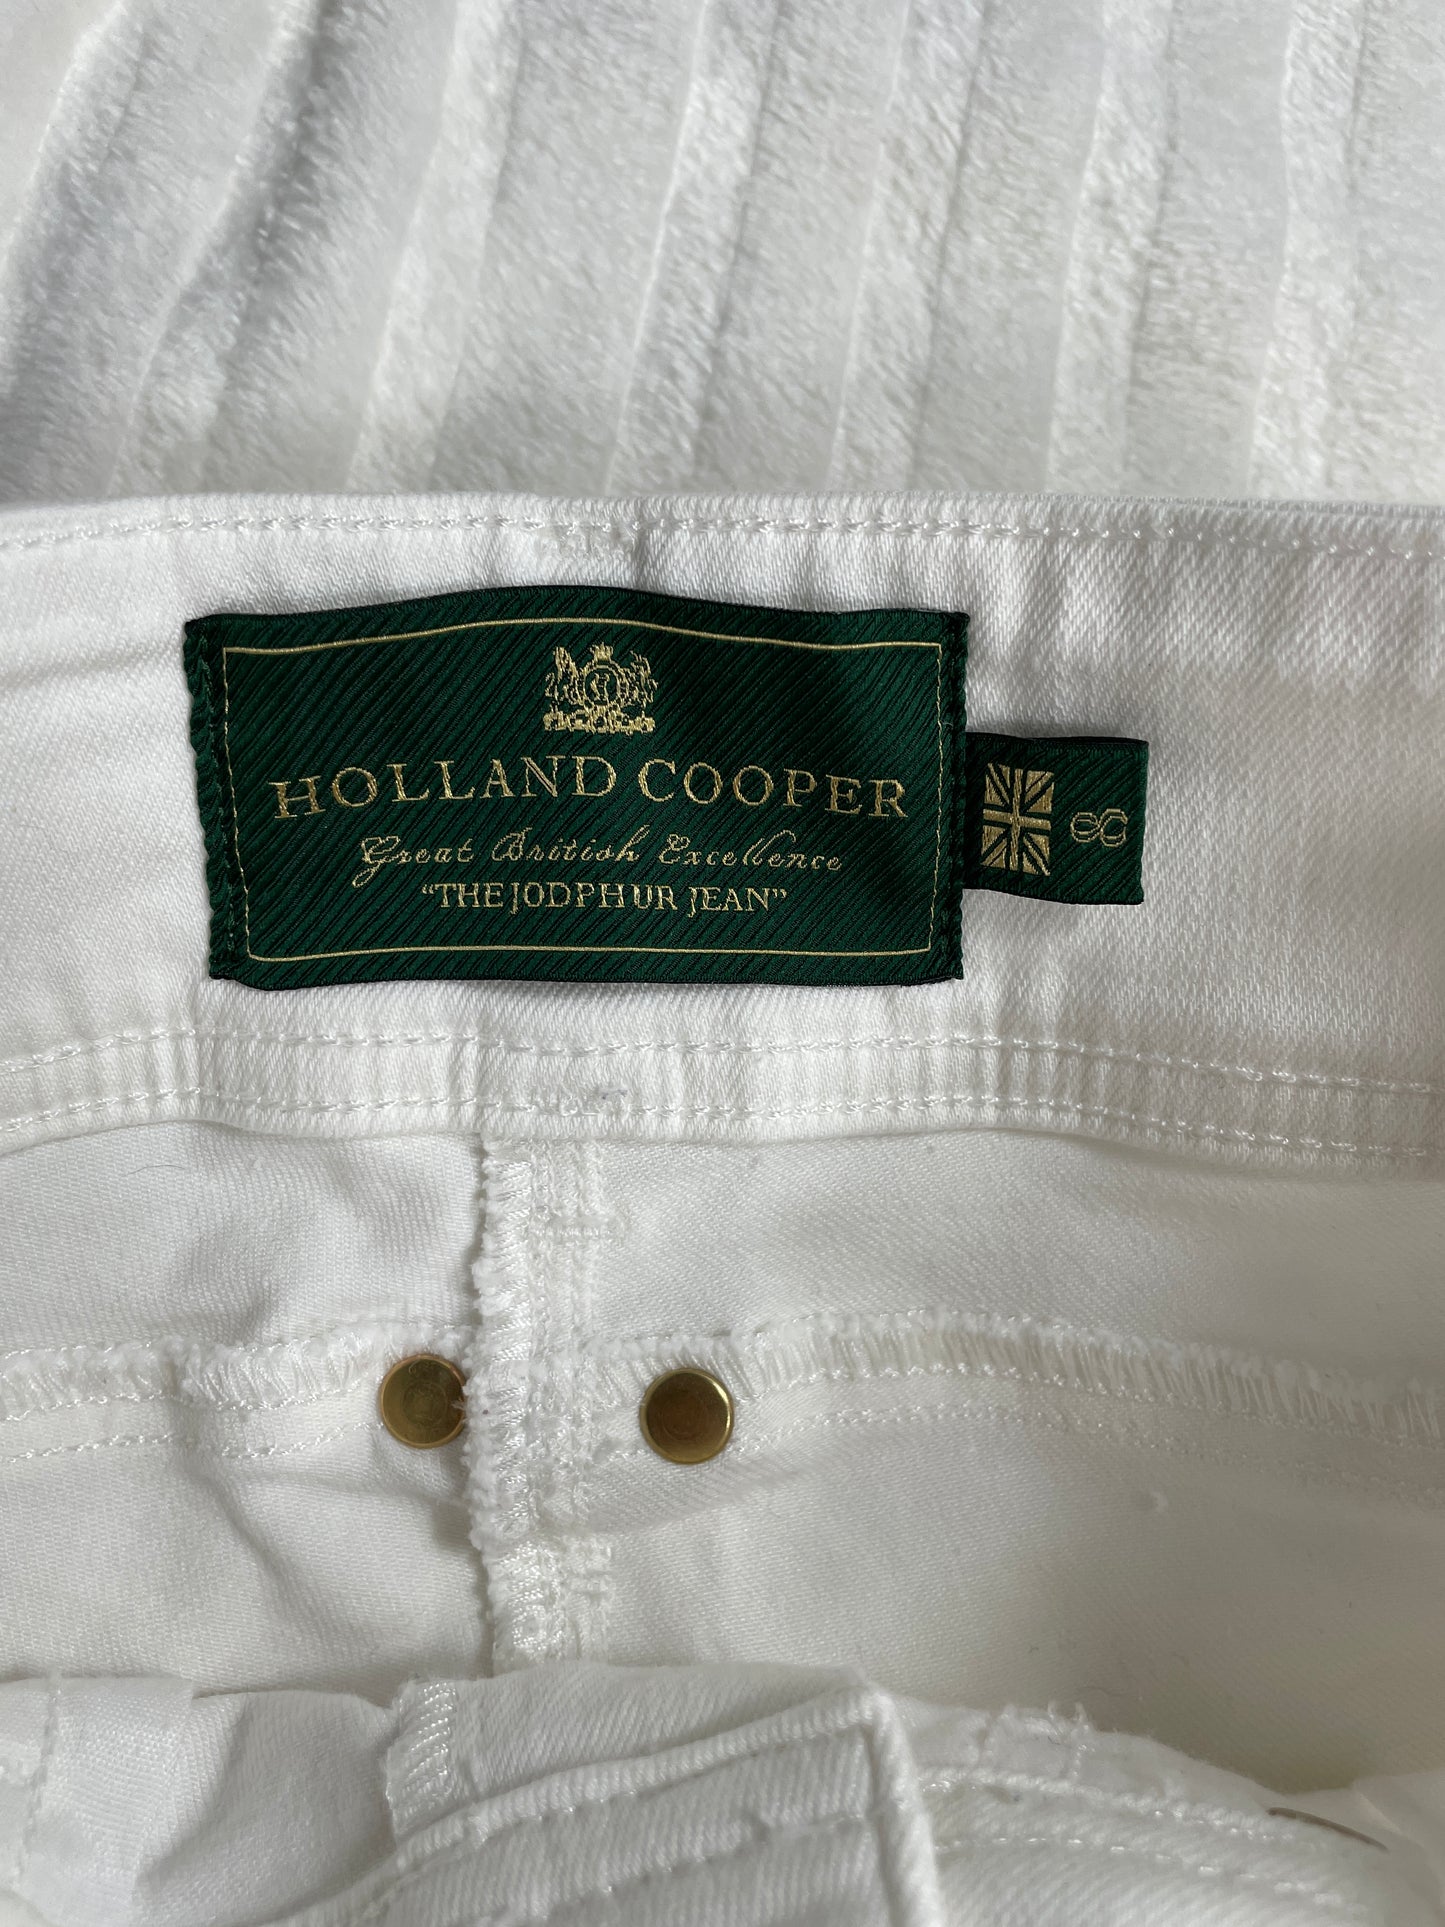 HOLLAND COOPER
Great British Excellence
"THE JODPHUR JEAN"
8